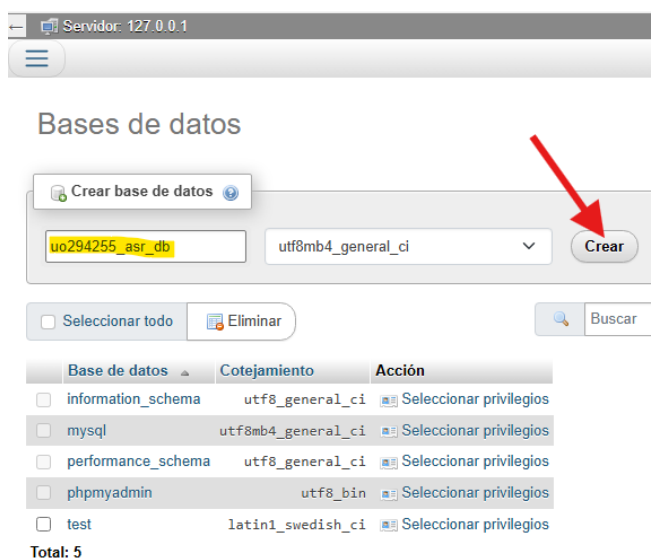 Servidor: 127.0.0.1
Bases de datos
Crear base de datos
uo294255_asr_db utf8mb4_general_ci Crear
Seleccionar todo Eliminar Buscar
Base de datos Cotejamiento Acción
information_schema utf8_general_ci Seleccionar privilegios
mysql utf8mb4_general_ci Seleccionar privilegios
performance_schema utf8_general_ci Seleccionar privilegios
phpmyadmin utf8_bin Seleccionar privilegios
test latin1_swedish_ci Seleccionar privilegios
Total: 5